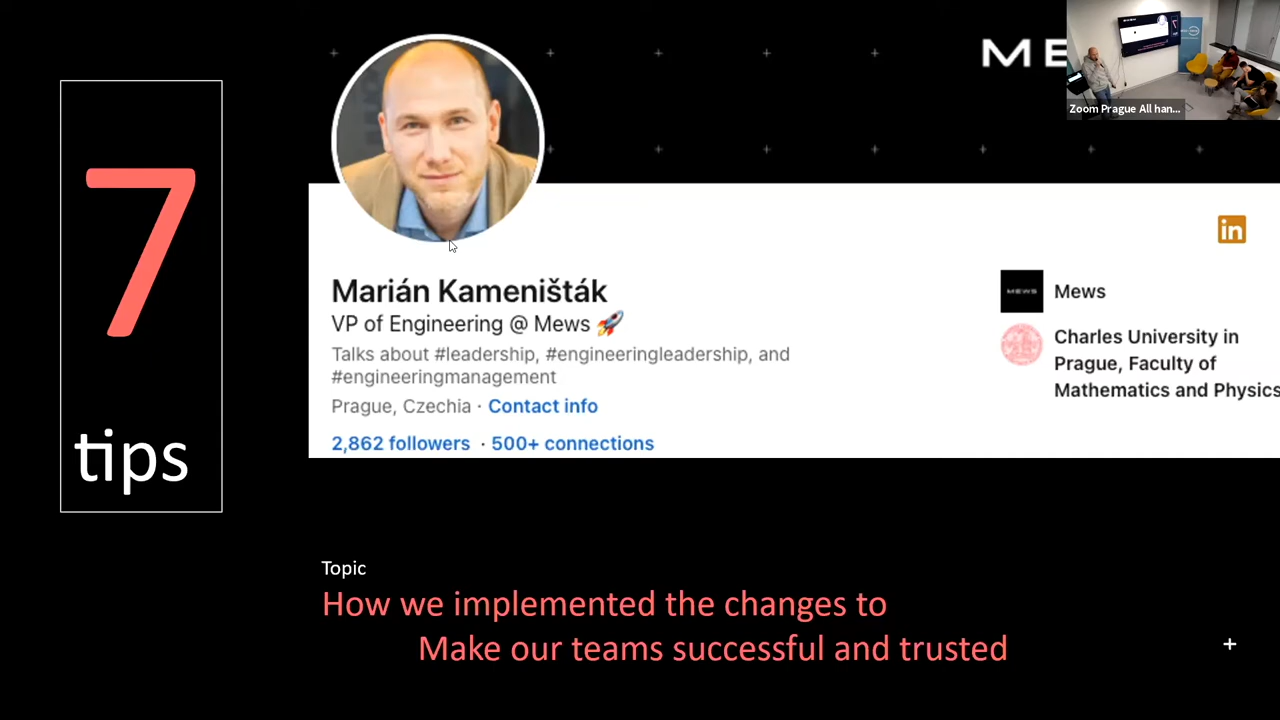 7
tips
ME
Zoom Prague All han...
in
Marián Kameništák
VP of Engineering @ Mews 🚀
Talks about #leadership, #engineeringleadership, and
#engineeringmanagement
Prague, Czechia · Contact info
2,862 followers · 500+ connections
MEWS
Mews
Charles University in
Prague, Faculty of
Mathematics and Physics
Topic
How we implemented the changes to
Make our teams successful and trusted